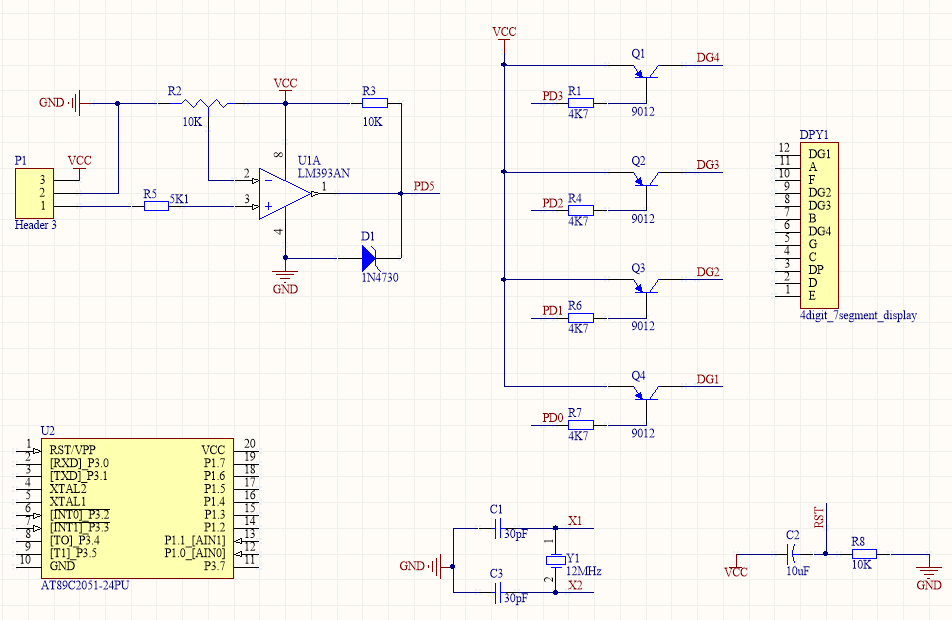 VCC
Q1
DG4
PD3
R1
4K7
9012
Q2
DG3
PD2
R4
4K7
9012
Q3
DG2
PD1
R6
4K7
9012
Q4
DG1
PD0
R7
4K7
9012
GND
R2
10K
VCC
R3
10K
P1
VCC
3
2
1
Header 3
R5
5K1
8
U1A
LM393AN
2
3
1
4
PD5
D1
1N4730
GND
DPY1
12 DG1
11 A
10 F
9 DG2
8 DG3
7 B
6 DG4
5 G
4 C
3 DP
2 D
1 E
4digit_7segment_display
U2
1 RST/VPP VCC 20
2 [RXD]_P3.0 P1.7 19
3 [TXD]_P3.1 P1.6 18
4 XTAL2 P1.5 17
5 XTAL1 P1.4 16
6 [INT0]_P3.2 P1.3 15
7 [INT1]_P3.3 P1.2 14
8 [TO]_P3.4 P1.1_[AIN1] 13
9 [T1]_P3.5 P1.0_[AIN0] 12
10 GND P3.7 11
AT89C2051-24PU
C1
30pF
X1
GND
1
Y1
12MHz
2
C3
30pF
X2
RST
C2
10uF
VCC
R8
10K
GND